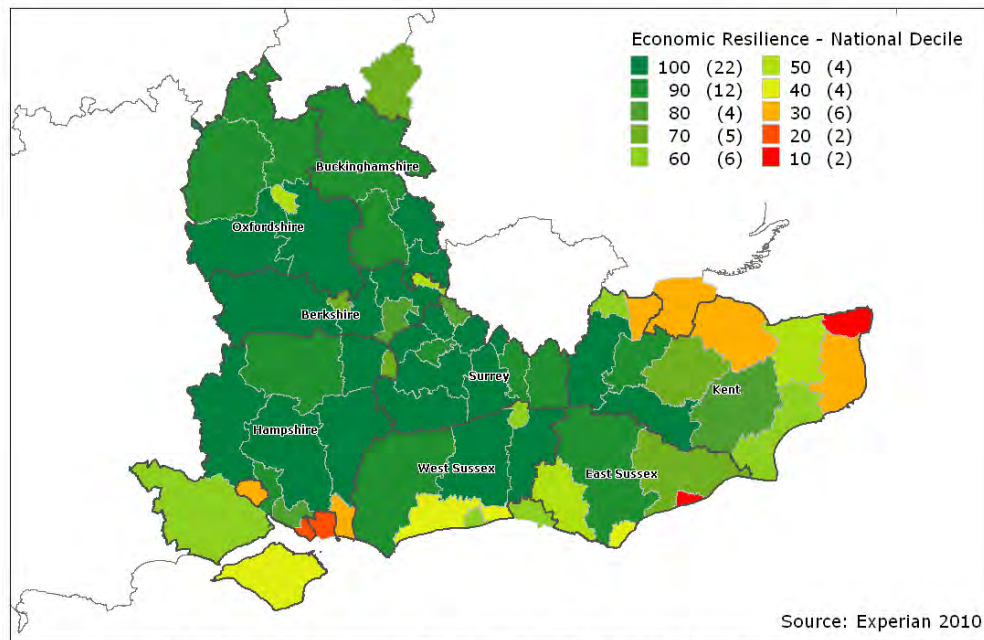 Economic Resilience - National Decile
100 (22) 50 (4)
90 (12) 40 (4)
80 (4) 30 (6)
70 (5) 20 (2)
60 (6) 10 (2)
Buckinghamshire
Oxfordshire
Berkshire
Surrey
Kent
Hampshire
West Sussex
East Sussex
Source: Experian 2010